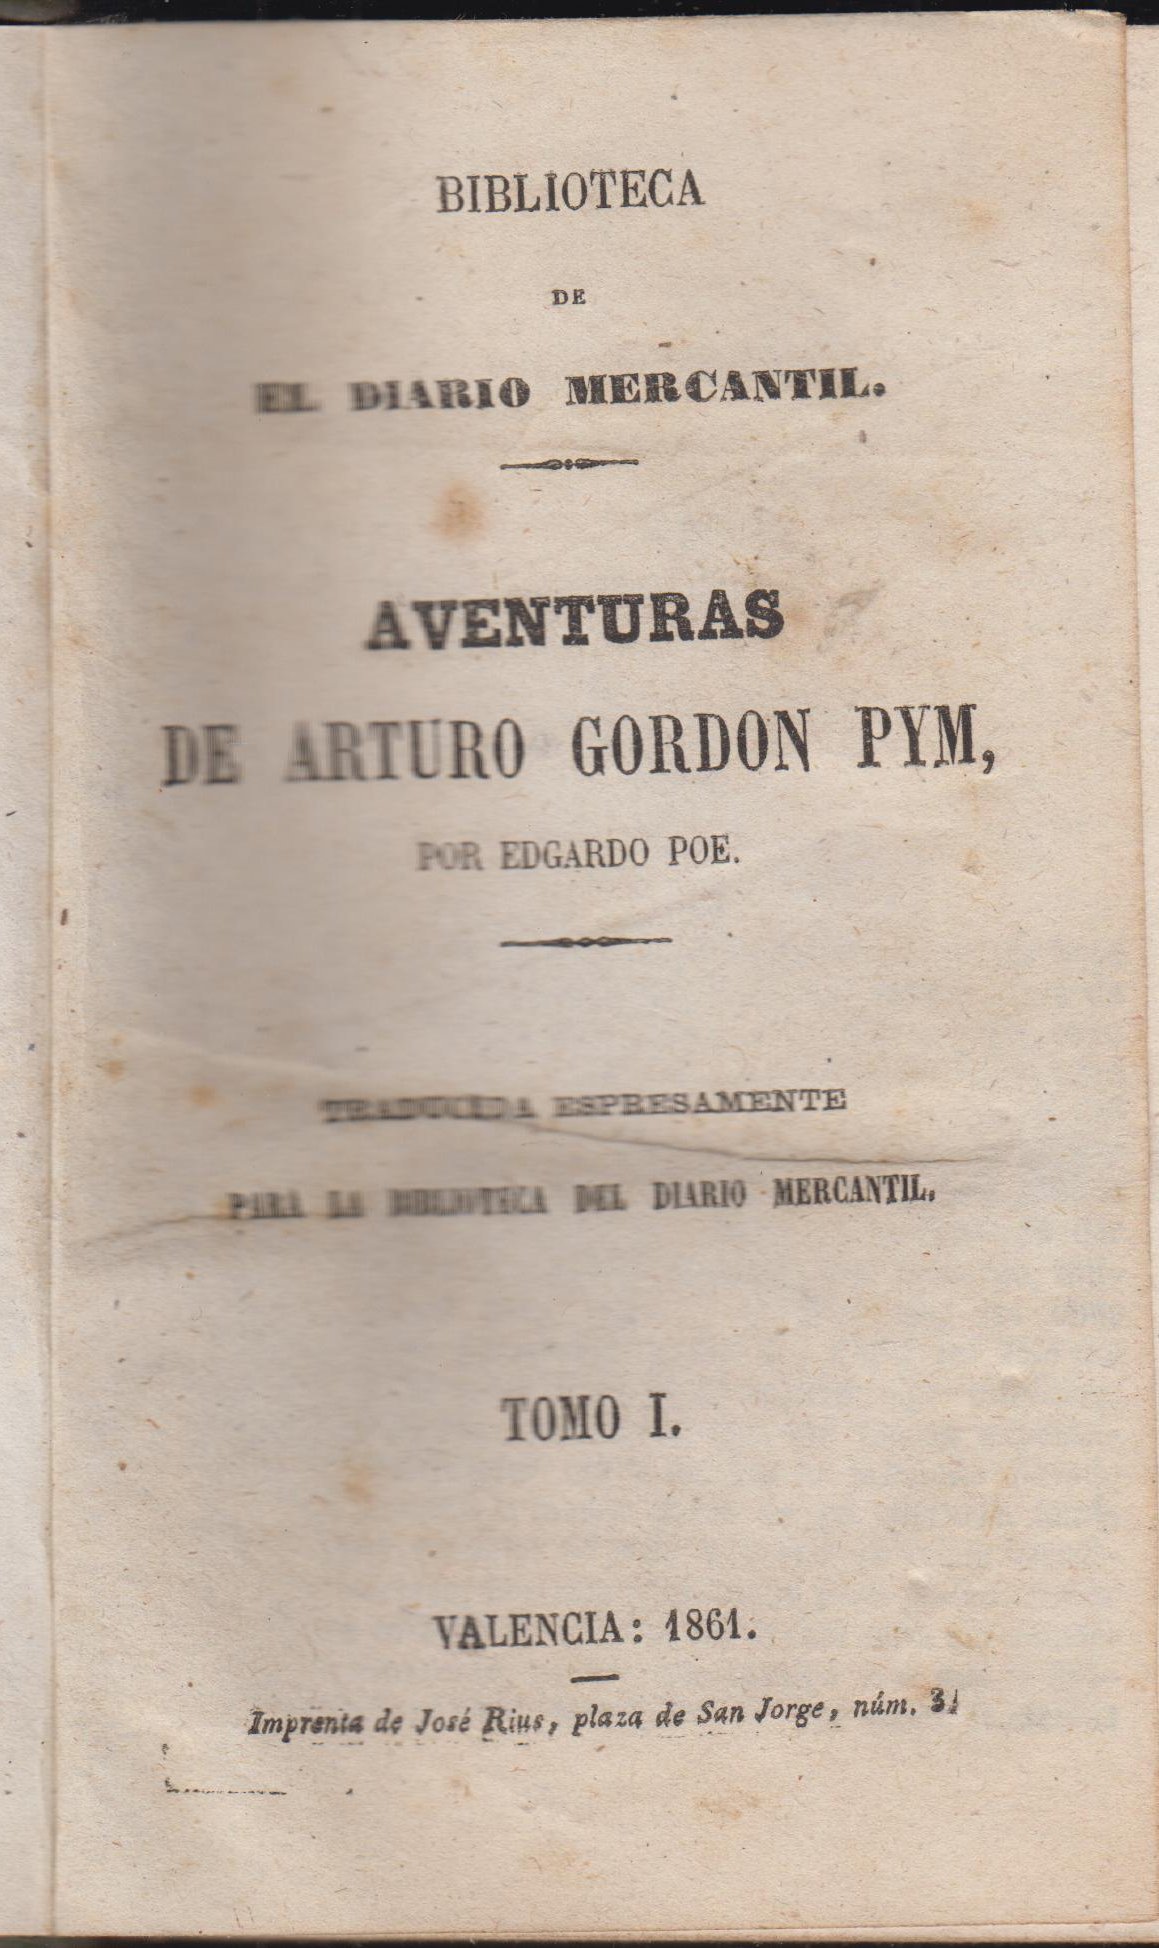 BIBLIOTECA
DE
EL DIARIO MERCANTIL.
AVENTURAS
DE ARTURO GORDON PYM,
POR EDGARDO POE.
TRADUCIDA ESPRESAMENTE
PARA LA BIBLIOTECA DEL DIARIO MERCANTIL.
TOMO I.
VALENCIA: 1861.
Imprenta de José Rius, plaza de San Jorge, núm. 3.